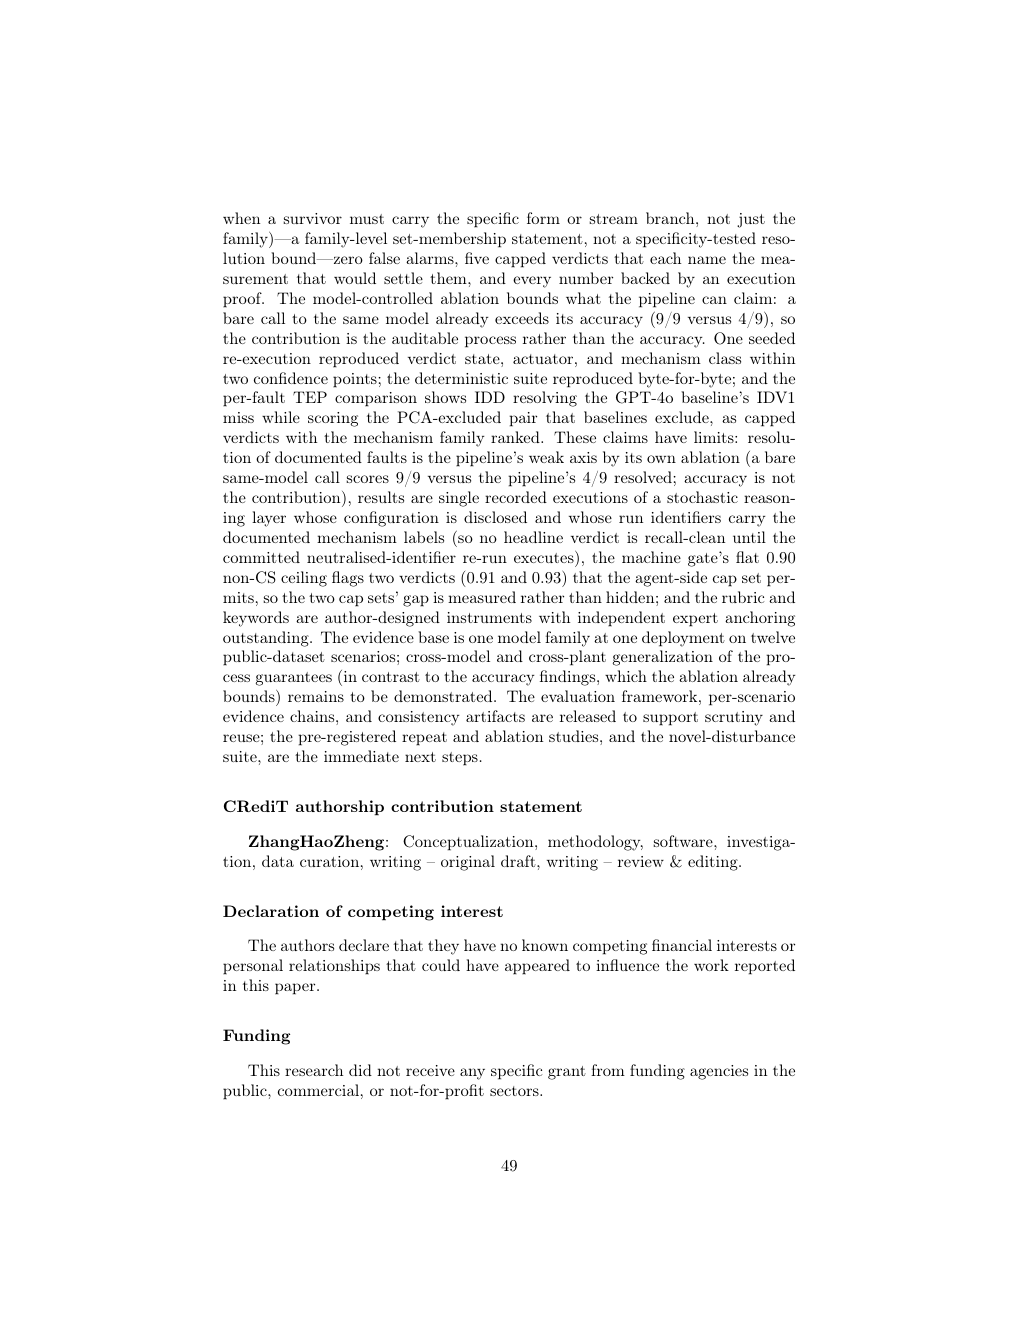 when a survivor must carry the specific form or stream branch, not just the
family)—a family-level set-membership statement, not a specificity-tested reso-
lution bound—zero false alarms, five capped verdicts that each name the mea-
surement that would settle them, and every number backed by an execution
proof. The model-controlled ablation bounds what the pipeline can claim: a
bare call to the same model already exceeds its accuracy (9/9 versus 4/9), so
the contribution is the auditable process rather than the accuracy. One seeded
re-execution reproduced verdict state, actuator, and mechanism class within
two confidence points; the deterministic suite reproduced byte-for-byte; and the
per-fault TEP comparison shows IDD resolving the GPT-4o baseline's IDV1
miss while scoring the PCA-excluded pair that baselines exclude, as capped
verdicts with the mechanism family ranked. These claims have limits: resolu-
tion of documented faults is the pipeline's weak axis by its own ablation (a bare
same-model call scores 9/9 versus the pipeline's 4/9 resolved; accuracy is not
the contribution), results are single recorded executions of a stochastic reason-
ing layer whose configuration is disclosed and whose run identifiers carry the
documented mechanism labels (so no headline verdict is recall-clean until the
committed neutralised-identifier re-run executes), the machine gate's flat 0.90
non-CS ceiling flags two verdicts (0.91 and 0.93) that the agent-side cap set per-
mits, so the two cap sets' gap is measured rather than hidden; and the rubric and
keywords are author-designed instruments with independent expert anchoring
outstanding. The evidence base is one model family at one deployment on twelve
public-dataset scenarios; cross-model and cross-plant generalization of the pro-
cess guarantees (in contrast to the accuracy findings, which the ablation already
bounds) remains to be demonstrated. The evaluation framework, per-scenario
evidence chains, and consistency artifacts are released to support scrutiny and
reuse; the pre-registered repeat and ablation studies, and the novel-disturbance
suite, are the immediate next steps.
CRediT authorship contribution statement
ZhangHaoZheng: Conceptualization, methodology, software, investiga-
tion, data curation, writing – original draft, writing – review & editing.
Declaration of competing interest
The authors declare that they have no known competing financial interests or
personal relationships that could have appeared to influence the work reported
in this paper.
Funding
This research did not receive any specific grant from funding agencies in the
public, commercial, or not-for-profit sectors.
49